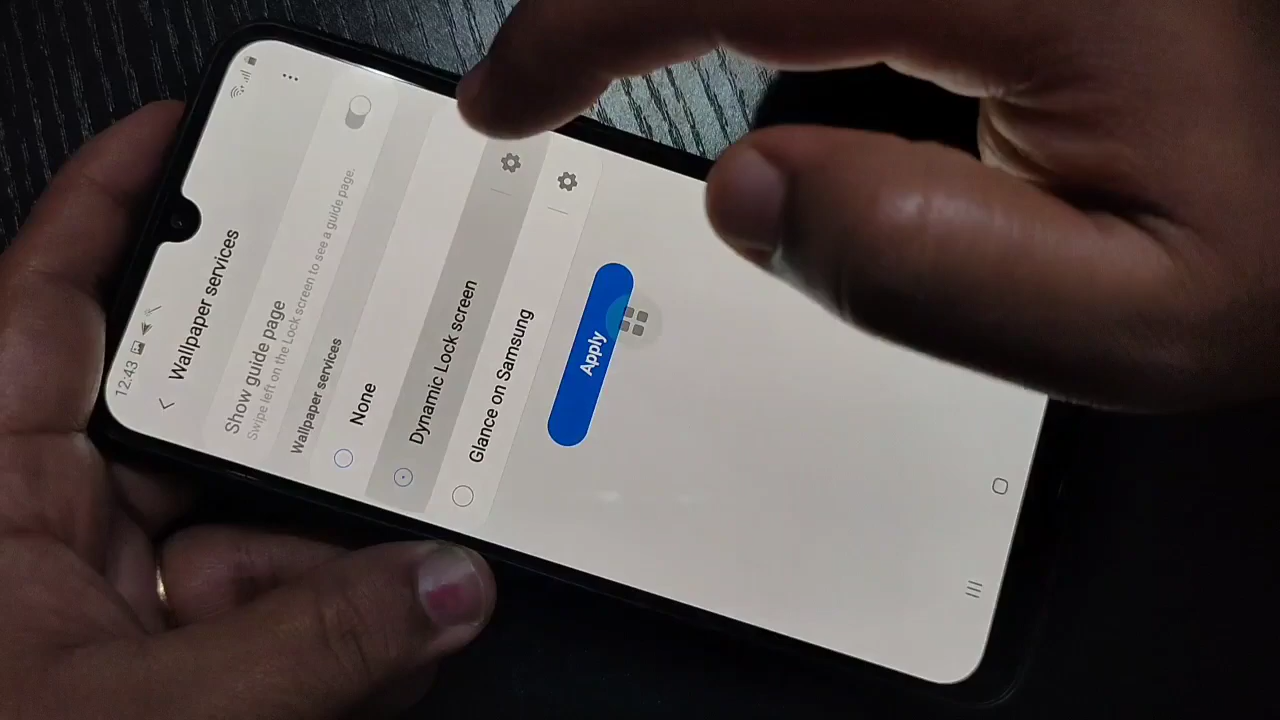 12:43
Wallpaper services
Show guide page
Swipe left on the Lock screen to see a guide page.
Wallpaper services
None
Dynamic Lock screen
Glance on Samsung
Apply